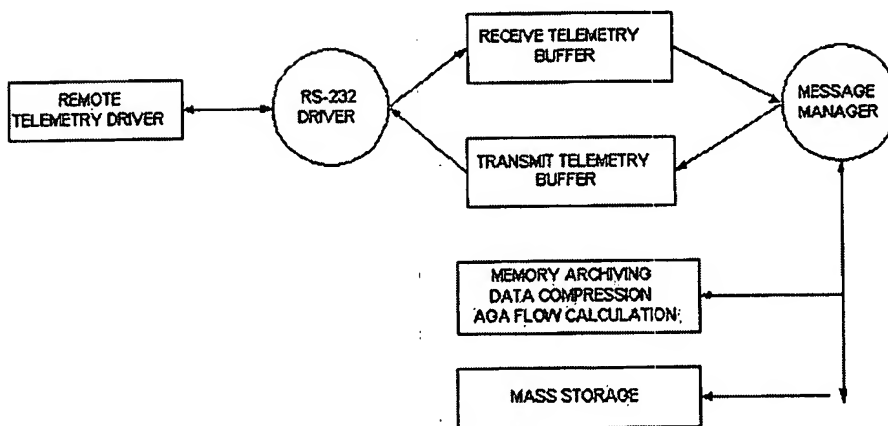 RECEIVE TELEMETRY
BUFFER
REMOTE
TELEMETRY DRIVER
RS-232
DRIVER
MESSAGE
MANAGER
TRANSMIT TELEMETRY
BUFFER
MEMORY ARCHIVING
DATA COMPRESSION
AGA FLOW CALCULATION
MASS STORAGE